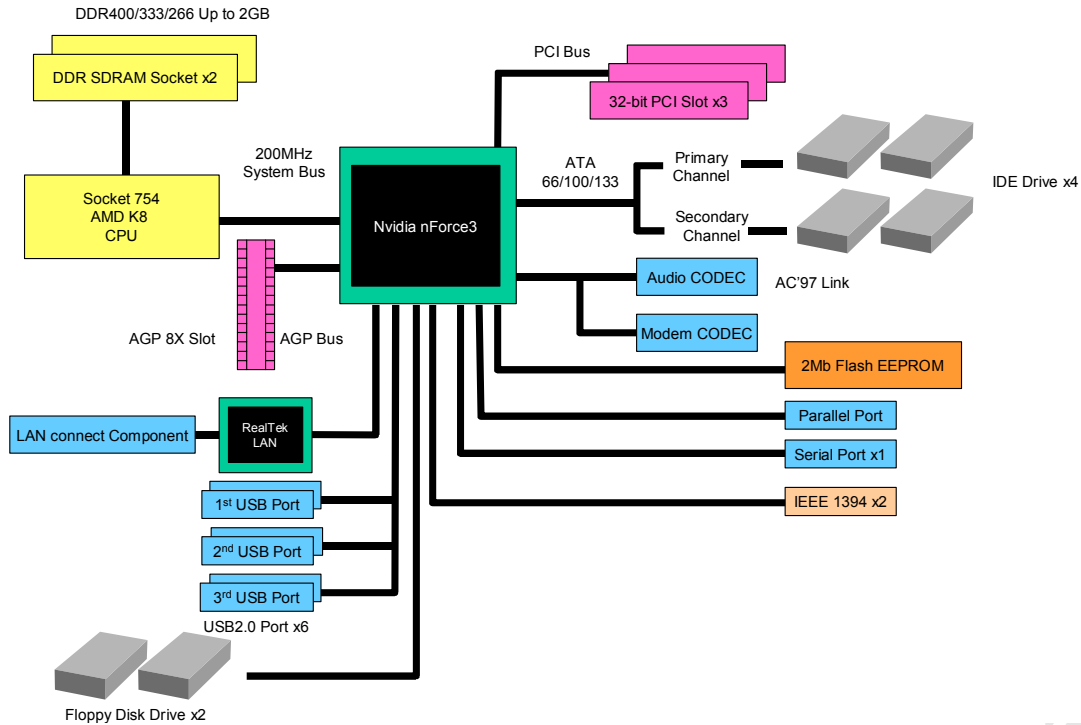 DDR400/333/266 Up to 2GB
DDR SDRAM Socket x2
PCI Bus
32-bit PCI Slot x3
200MHz
System Bus
ATA
66/100/133
Primary
Channel
Secondary
Channel
IDE Drive x4
Socket 754
AMD K8
CPU
Nvidia nForce3
Audio CODEC
AC'97 Link
Modem CODEC
AGP 8X Slot
AGP Bus
2Mb Flash EEPROM
LAN connect Component
RealTek
LAN
Parallel Port
Serial Port x1
IEEE 1394 x2
1st USB Port
2nd USB Port
3rd USB Port
USB2.0 Port x6
Floppy Disk Drive x2